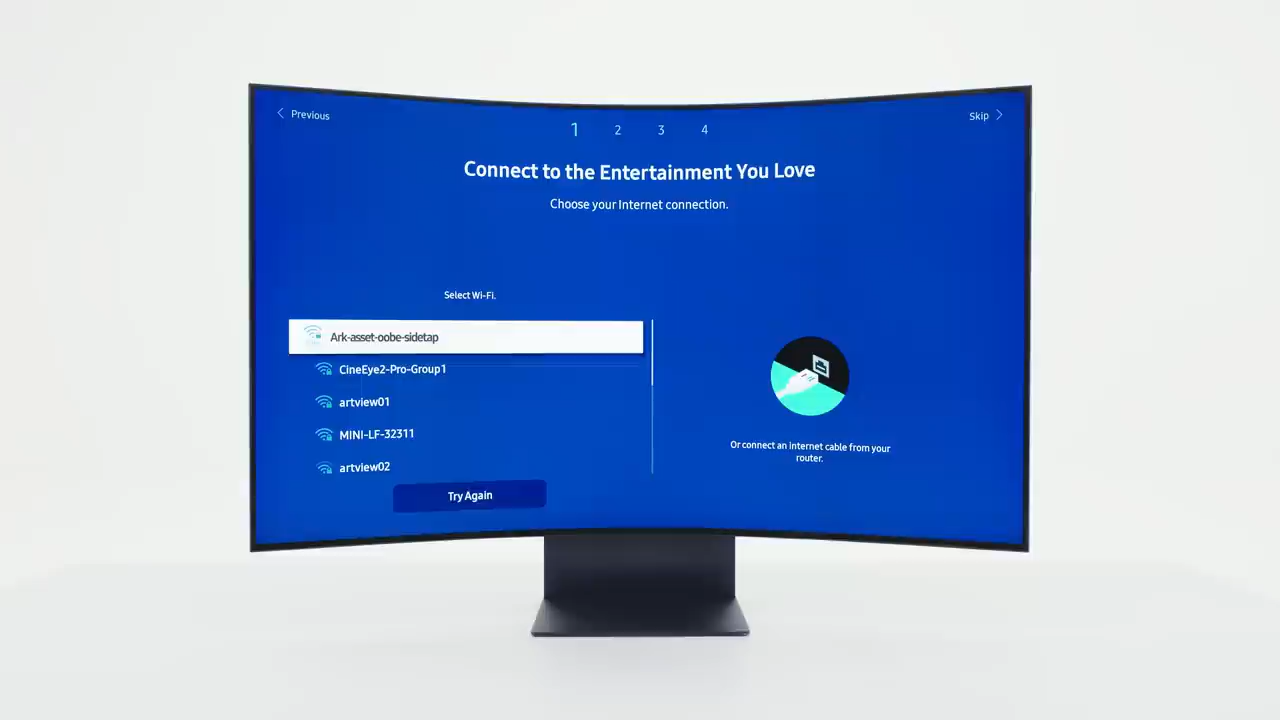 Previous
Skip
1 2 3 4
Connect to the Entertainment You Love
Choose your Internet connection.
Select Wi-Fi.
Ark-asset-oobe-sidetap
CineEye2-Pro-Group1
artview01
MINI-LF-32311
artview02
Try Again
Or connect an Internet cable from your
router.